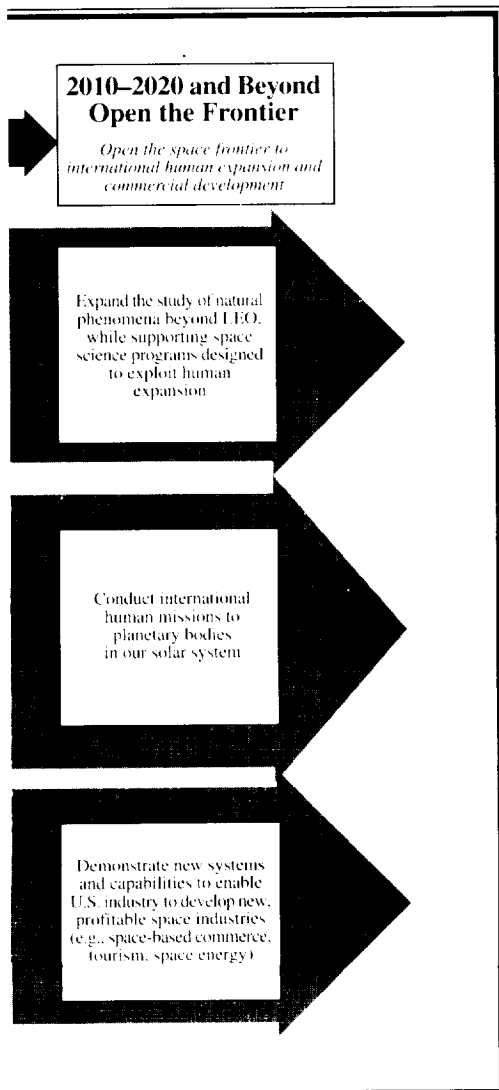 2010–2020 and Beyond
Open the Frontier
Open the space frontier to
international human expansion and
commercial development
Expand the study of natural
phenomena beyond LEO,
while supporting space
science programs designed
to exploit human
expansion
Conduct international
human missions to
planetary bodies
in our solar system
Demonstrate new systems
and capabilities to enable
U.S. industry to develop new,
profitable space industries
(e.g., space-based commerce,
tourism, space energy)